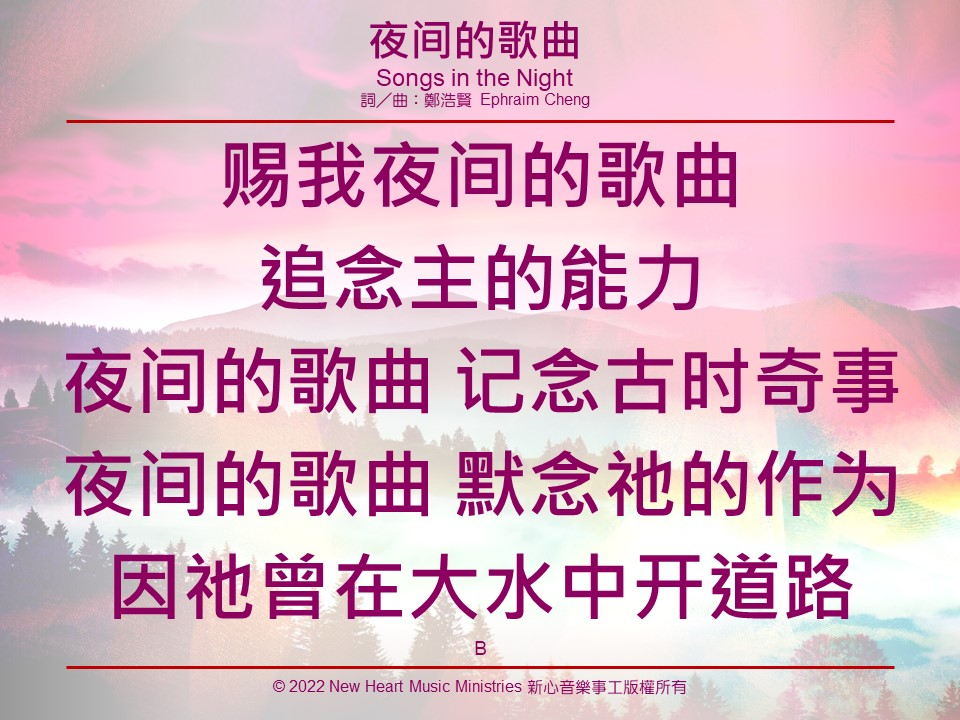 夜间的歌曲
Songs in the Night
詞／曲：鄭浩賢 Ephraim Cheng
赐我夜间的歌曲
追念主的能力
夜间的歌曲 记念古时奇事
夜间的歌曲 默念祂的作为
因祂曾在大水中开道路
B
© 2022 New Heart Music Ministries 新心音樂事工版權所有